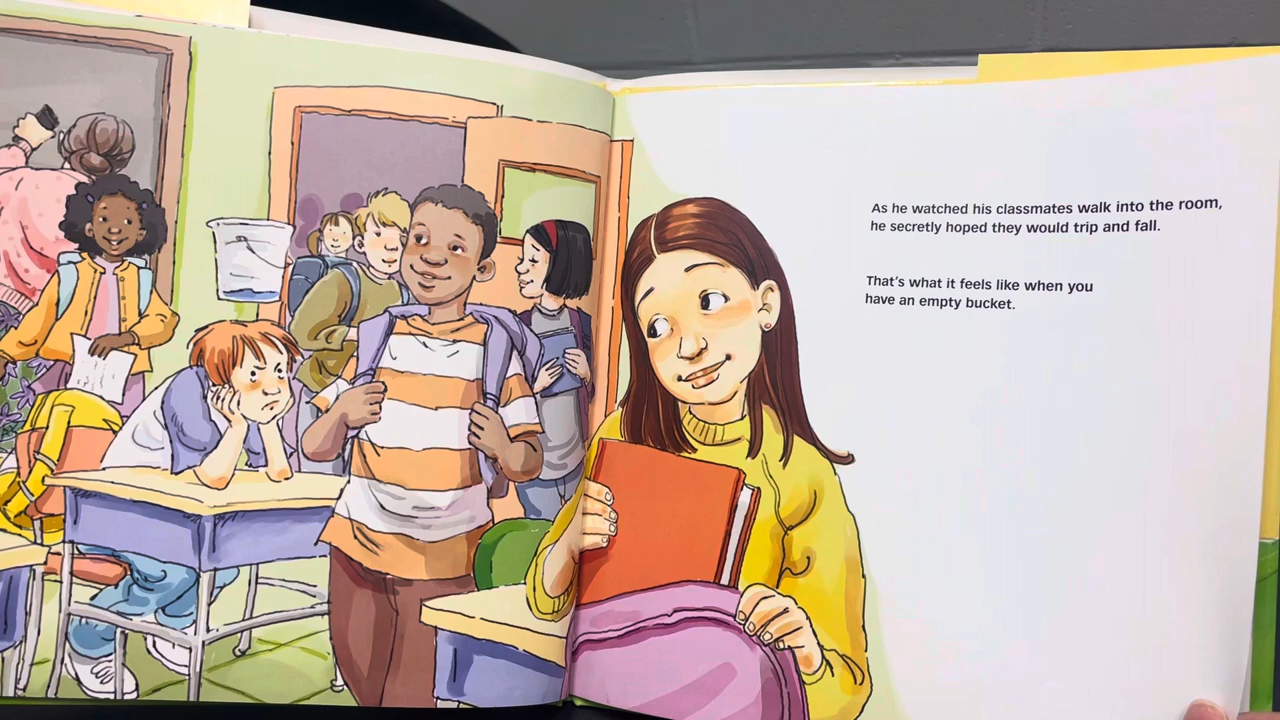 As he watched his classmates walk into the room,
he secretly hoped they would trip and fall.
That's what it feels like when you
have an empty bucket.